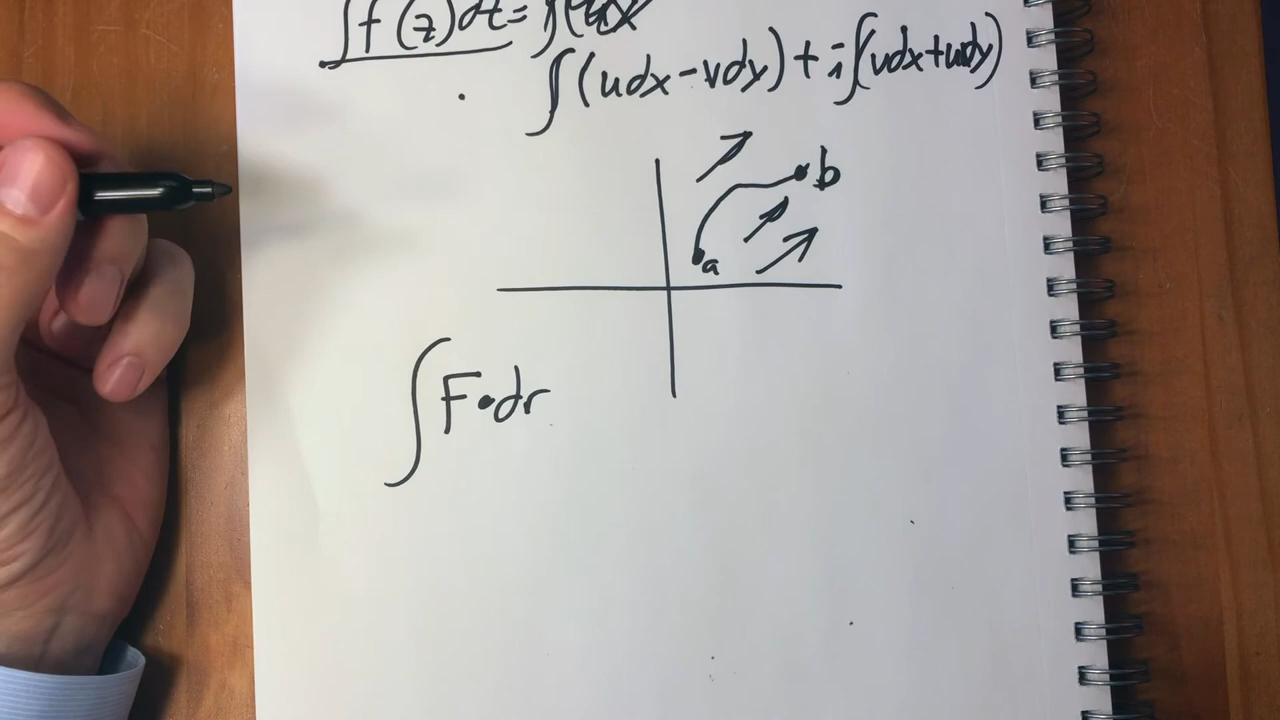 ∫f(z)dz=
∫(udx-vdy)+i∫(vdx+udy)
b
a
∫F•dr